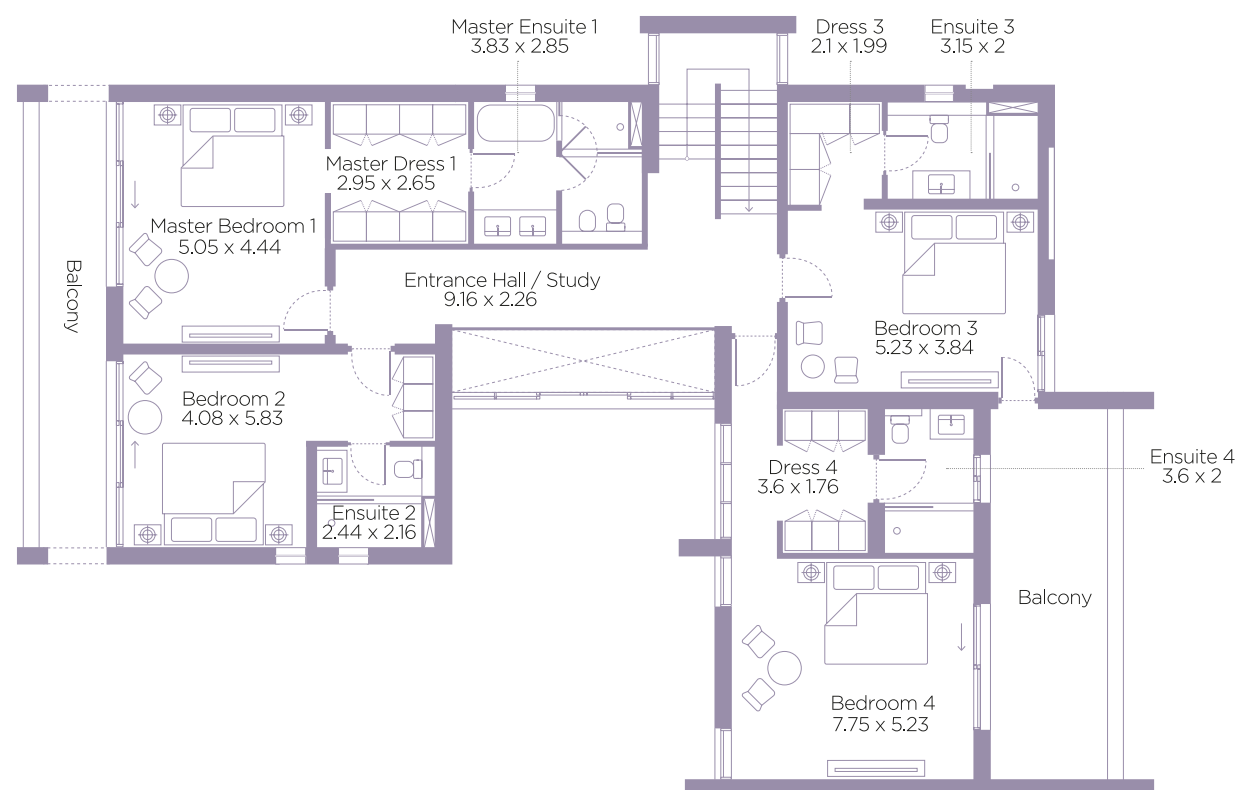 Master Ensuite 1
3.83 x 2.85
Dress 3
2.1 x 1.99
Ensuite 3
3.15 x 2
Master Dress 1
2.95 x 2.65
Master Bedroom 1
5.05 x 4.44
Balcony
Entrance Hall / Study
9.16 x 2.26
Bedroom 3
5.23 x 3.84
Bedroom 2
4.08 x 5.83
Dress 4
3.6 x 1.76
Ensuite 4
3.6 x 2
Ensuite 2
2.44 x 2.16
Balcony
Bedroom 4
7.75 x 5.23